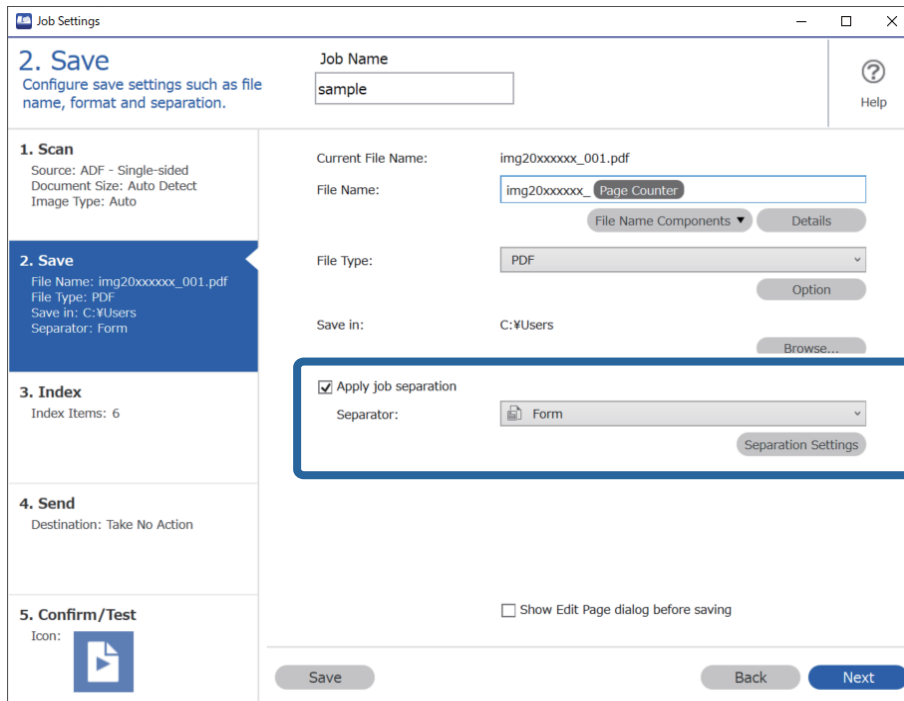 Job Settings
2. Save
Configure save settings such as file
name, format and separation.
Job Name
sample
Help
1. Scan
Source: ADF - Single-sided
Document Size: Auto Detect
Image Type: Auto
2. Save
File Name: img20xxxxxx_001.pdf
File Type: PDF
Save in: C:¥Users
Separator: Form
3. Index
Index Items: 6
4. Send
Destination: Take No Action
5. Confirm/Test
Icon:
Current File Name: img20xxxxxx_001.pdf
File Name: img20xxxxxx_ Page Counter
File Name Components ▼ Details
File Type: PDF
Option
Save in: C:¥Users
Browse...
Apply job separation
Separator: Form
Separation Settings
Show Edit Page dialog before saving
Save Back Next